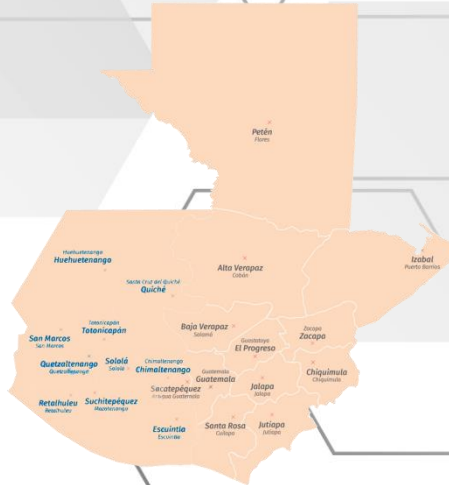 Petén
Flores
Huehuetenango
Huehuetenango
Alta Verapaz
Cobán
Izabal
Puerto Barrios
Santa Cruz del Quiché
Quiché
Totonicapán
Totonicapán
San Marcos
San Marcos
Baja Verapaz
Salamá
Guastatoya
El Progreso
Zacapa
Zacapa
Quetzaltenango
Quetzaltenango
Sololá
Sololá
Chimaltenango
Chimaltenango
Guatemala
Guatemala
Sacatepéquez
Antigua Guatemala
Jalapa
Jalapa
Chiquimula
Chiquimula
Retalhuleu
Retalhuleu
Suchitepéquez
Mazatenango
Escuintla
Escuintla
Santa Rosa
Cuilapa
Jutiapa
Jutiapa